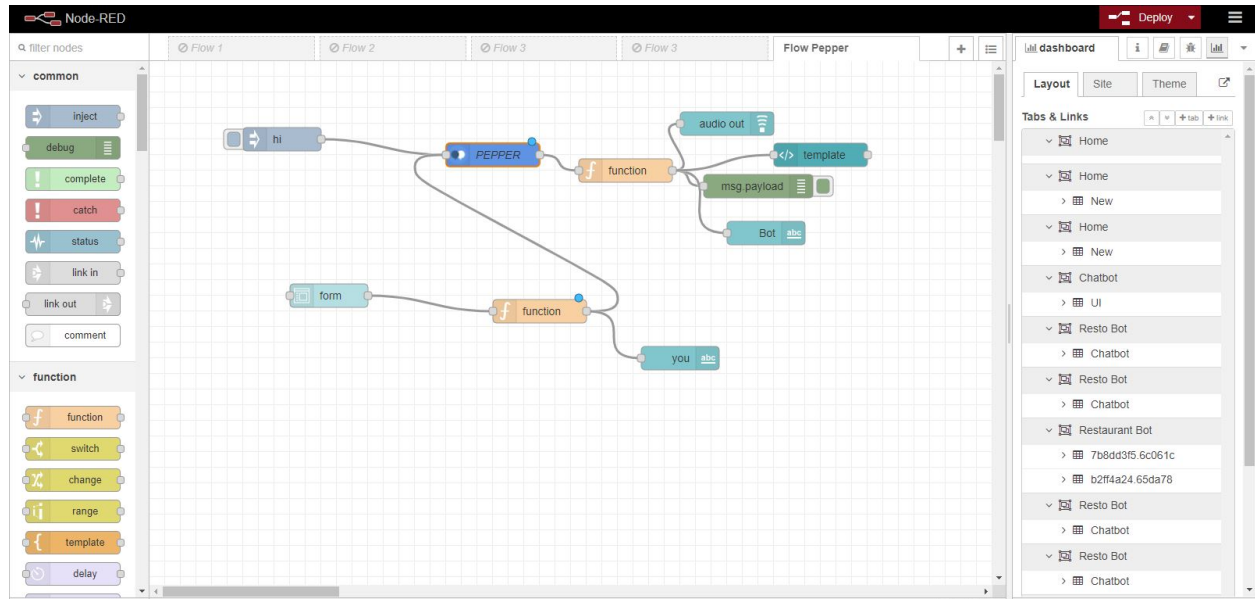 Node-RED
Deploy
filter nodes
Flow 1
Flow 2
Flow 3
Flow 3
Flow Pepper
dashboard
i
common
inject
debug
complete
catch
status
link in
link out
comment
function
function
switch
change
range
template
delay
hi
PEPPER
function
audio out
</> template
msg.payload
Bot abc
form
function
you abc
Layout
Site
Theme
Tabs & Links
+ tab
+ link
Home
Home
New
Home
New
Chatbot
UI
Resto Bot
Chatbot
Resto Bot
Chatbot
Restaurant Bot
7b8dd3f5.6c061c
b2ff4a24.65da78
Resto Bot
Chatbot
Resto Bot
Chatbot